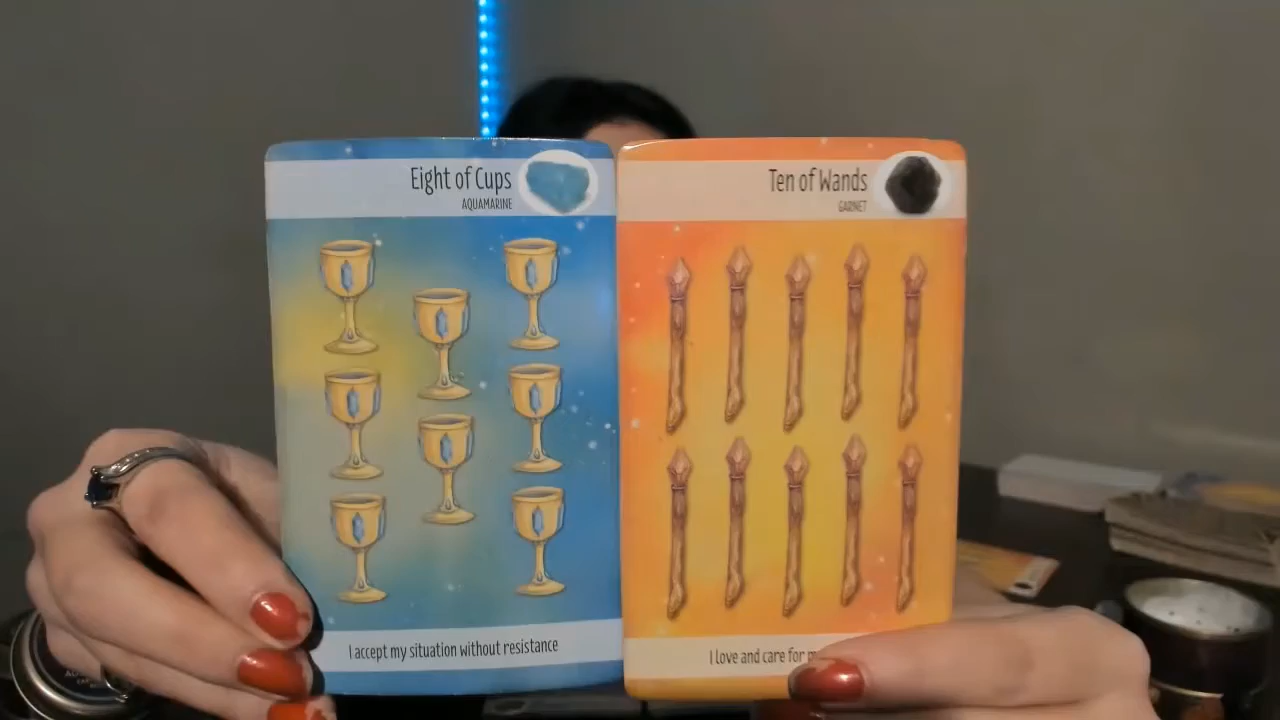 Eight of Cups
AQUAMARINE
I accept my situation without resistance
Ten of Wands
GARNET
I love and care for